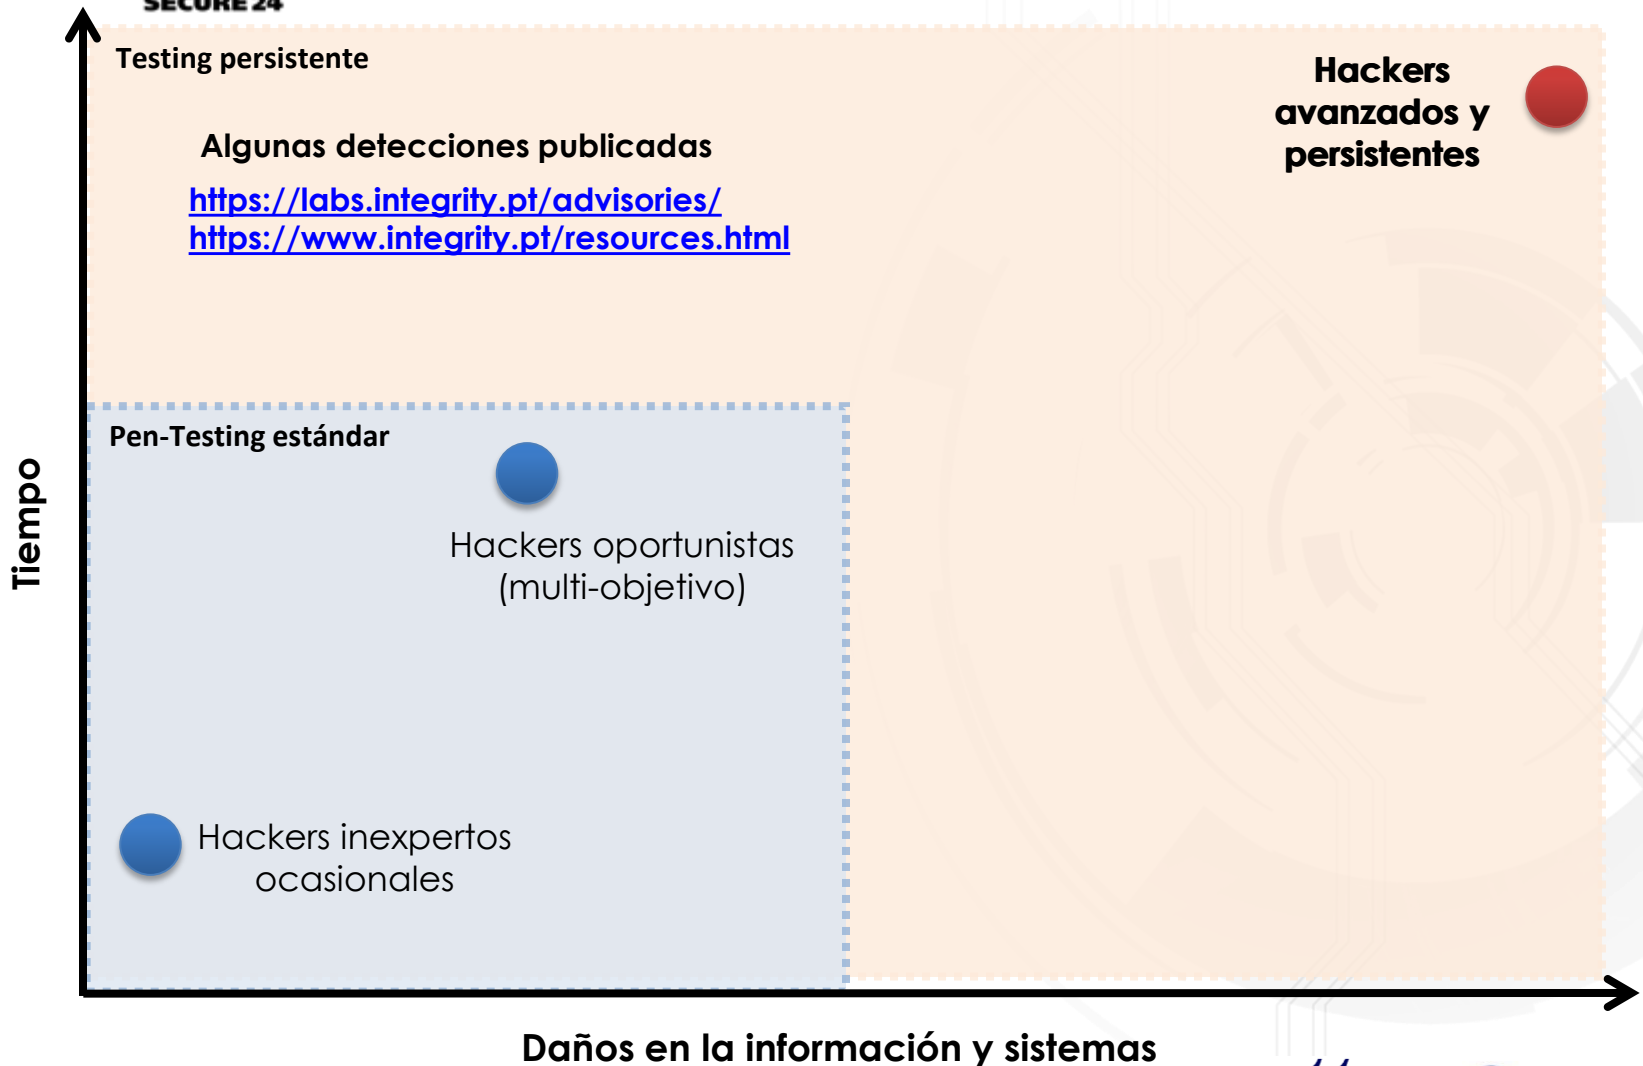 SECURE24
Testing persistente
Hackers
avanzados y
persistentes
Algunas detecciones publicadas
https://labs.integrity.pt/advisories/
https://www.integrity.pt/resources.html
Pen-Testing estándar
Hackers oportunistas
(multi-objetivo)
Tiempo
Hackers inexpertos
ocasionales
Daños en la información y sistemas